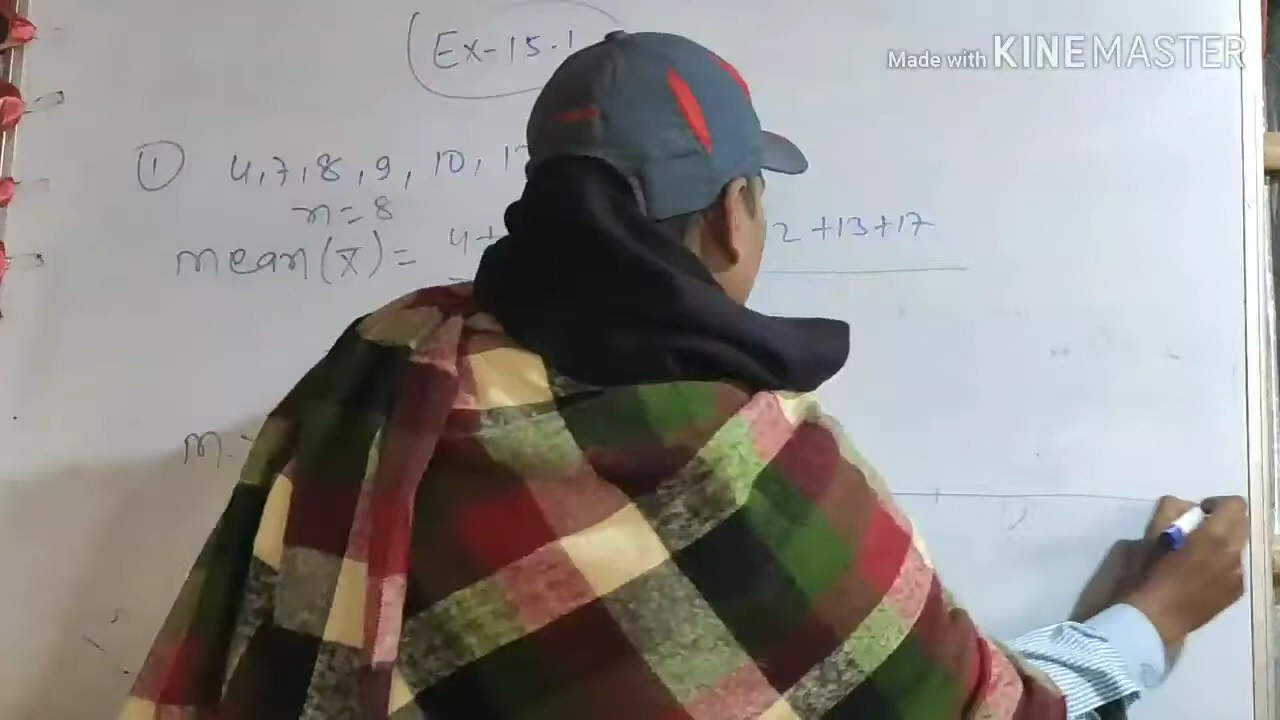 Ex-15.1
Made with KINEMASTER
① 4, 7, 8, 9, 10, 1
n = 8
mean (x̄) = 4+ 2 +13+17
m.